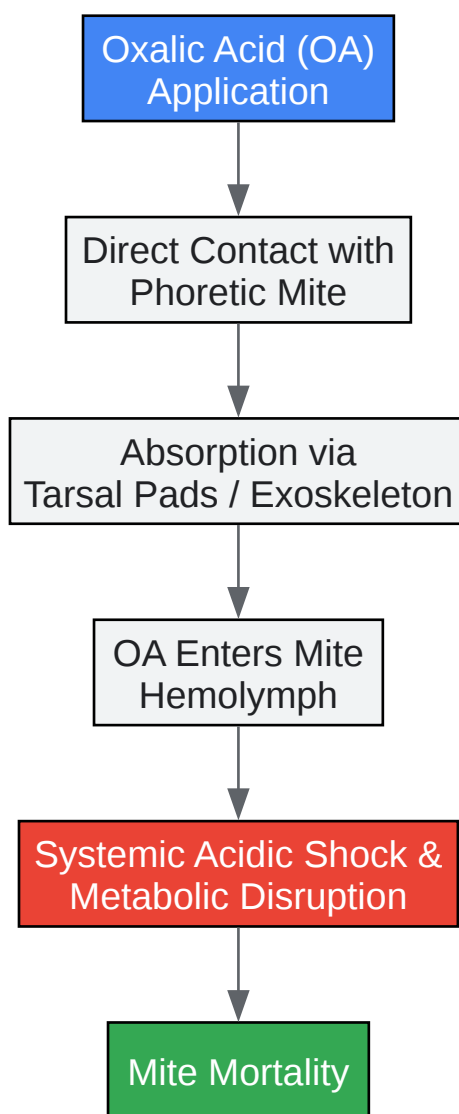 Oxalic Acid (OA)
Application
Direct Contact with
Phoretic Mite
Absorption via
Tarsal Pads / Exoskeleton
OA Enters Mite
Hemolymph
Systemic Acidic Shock &
Metabolic Disruption
Mite Mortality